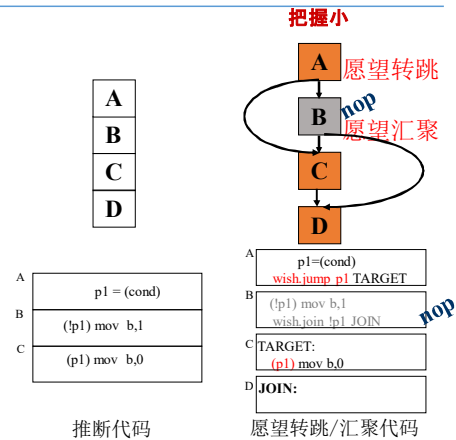 把握小
A
愿望转跳
B
nop
愿望汇聚
C
D
A
B
C
D
A
p1 = (cond)
B
(!p1) mov b,1
C
(p1) mov b,0
推断代码
A
p1=(cond)
wish.jump p1 TARGET
B
(!p1) mov b,1
wish.join !p1 JOIN
nop
C
TARGET:
(p1) mov b,0
D
JOIN:
愿望转跳/汇聚代码